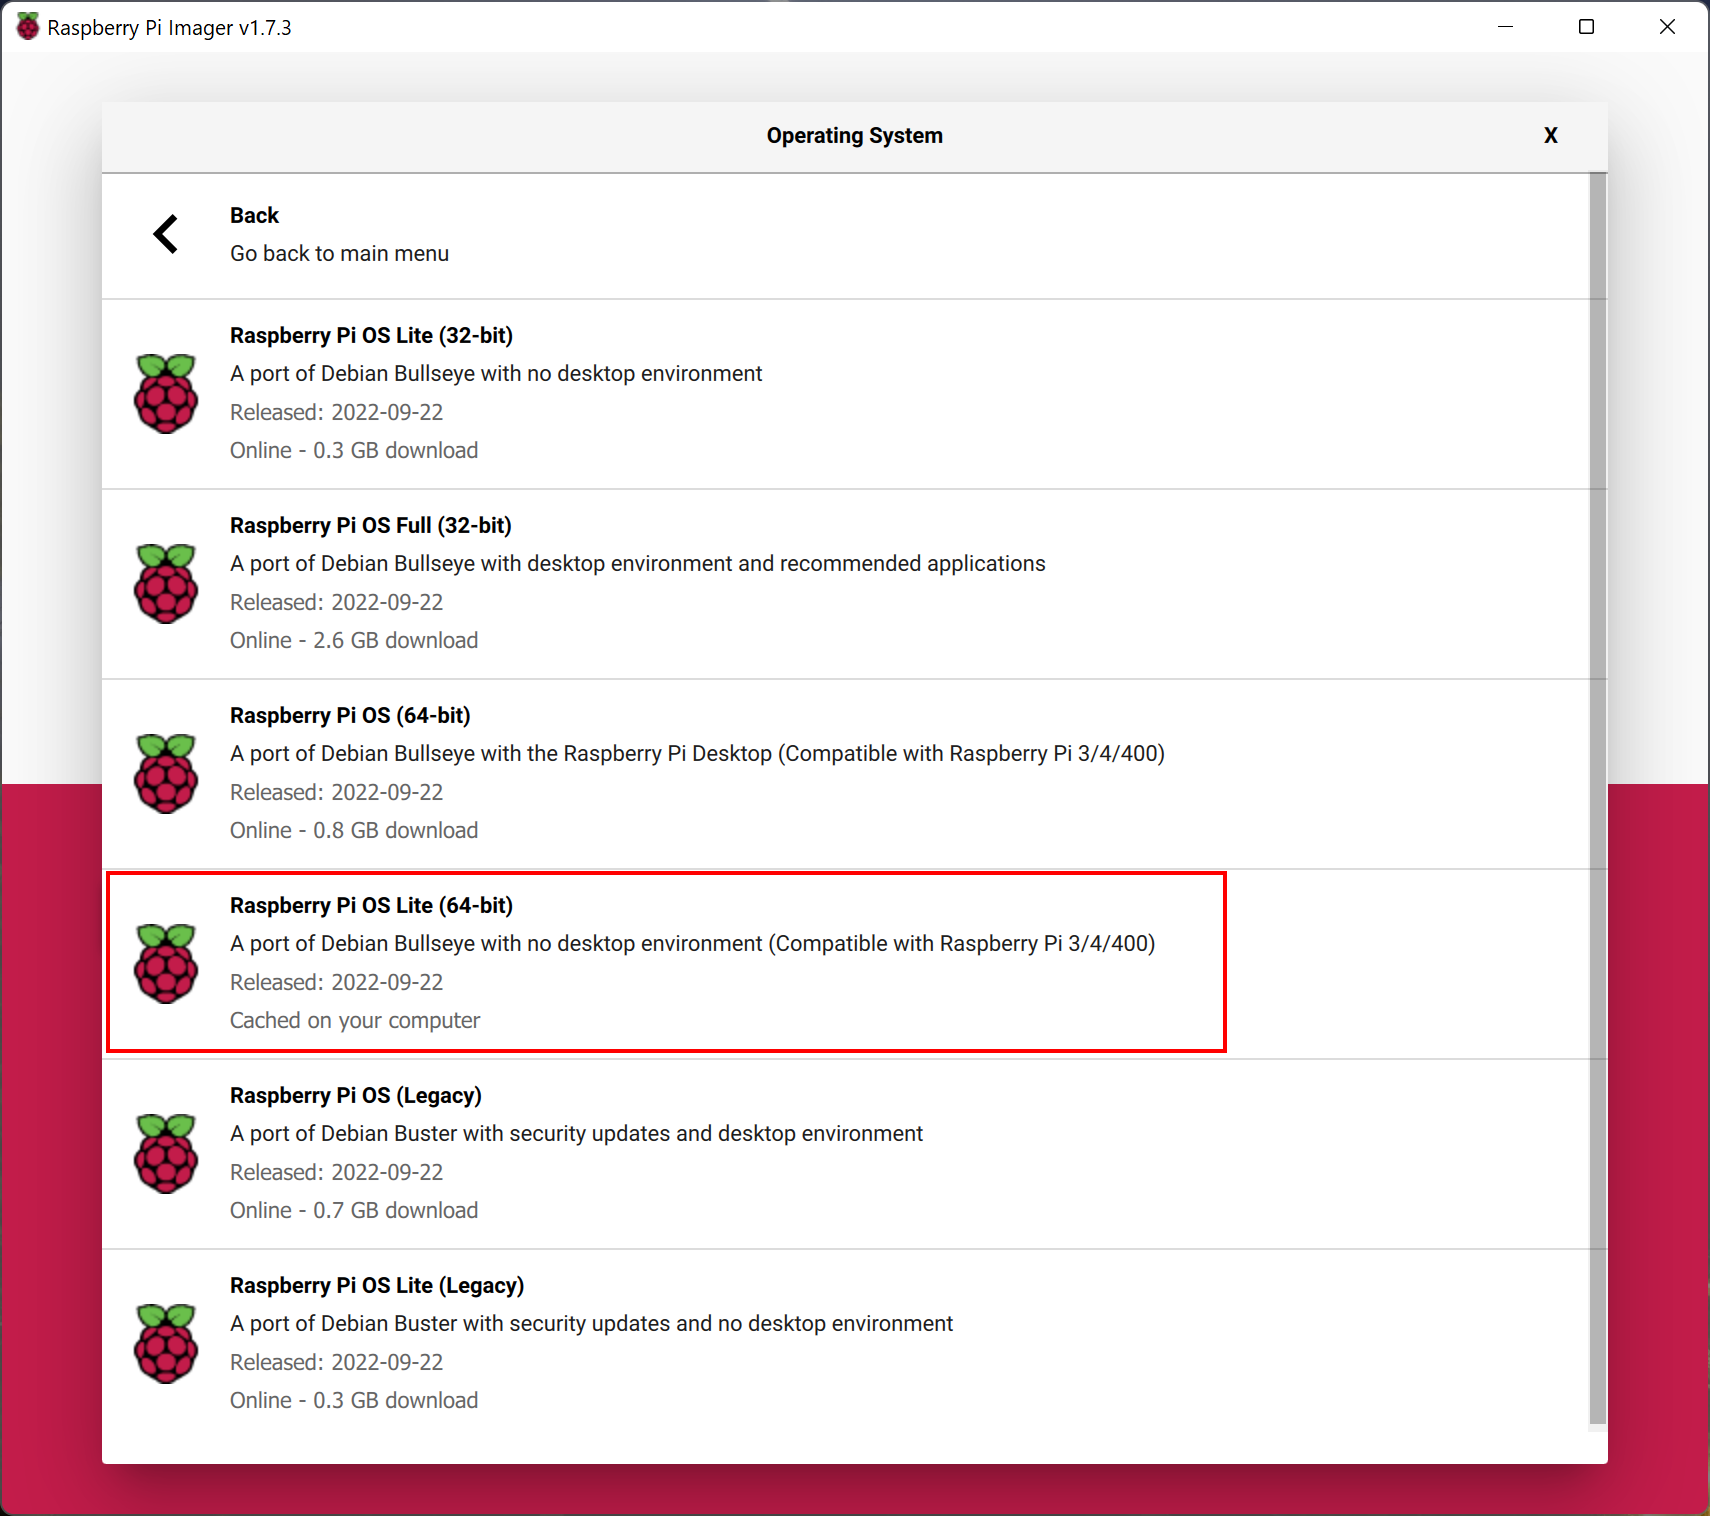 Raspberry Pi Imager v1.7.3
Operating System
X
Back
Go back to main menu
Raspberry Pi OS Lite (32-bit)
A port of Debian Bullseye with no desktop environment
Released: 2022-09-22
Online - 0.3 GB download
Raspberry Pi OS Full (32-bit)
A port of Debian Bullseye with desktop environment and recommended applications
Released: 2022-09-22
Online - 2.6 GB download
Raspberry Pi OS (64-bit)
A port of Debian Bullseye with the Raspberry Pi Desktop (Compatible with Raspberry Pi 3/4/400)
Released: 2022-09-22
Online - 0.8 GB download
Raspberry Pi OS Lite (64-bit)
A port of Debian Bullseye with no desktop environment (Compatible with Raspberry Pi 3/4/400)
Released: 2022-09-22
Cached on your computer
Raspberry Pi OS (Legacy)
A port of Debian Buster with security updates and desktop environment
Released: 2022-09-22
Online - 0.7 GB download
Raspberry Pi OS Lite (Legacy)
A port of Debian Buster with security updates and no desktop environment
Released: 2022-09-22
Online - 0.3 GB download